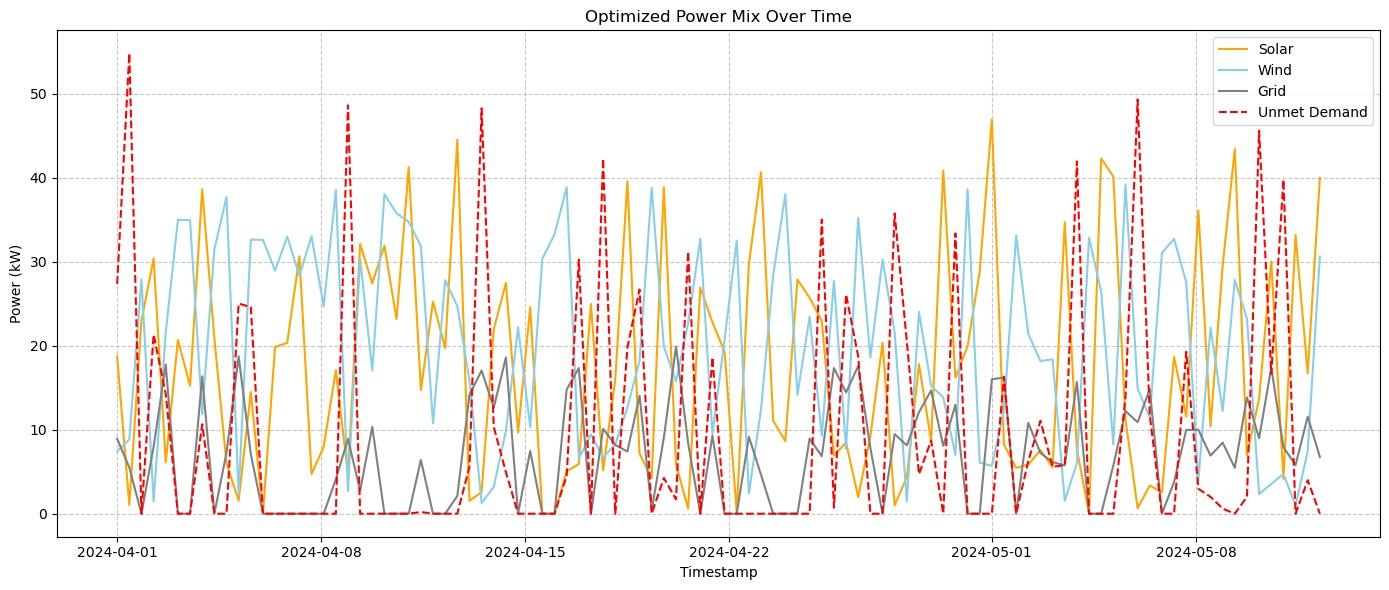 Optimized Power Mix Over Time
Solar
Wind
Grid
Unmet Demand
50
40
30
20
10
0
Power (kW)
2024-04-01
2024-04-08
2024-04-15
2024-04-22
2024-05-01
2024-05-08
Timestamp